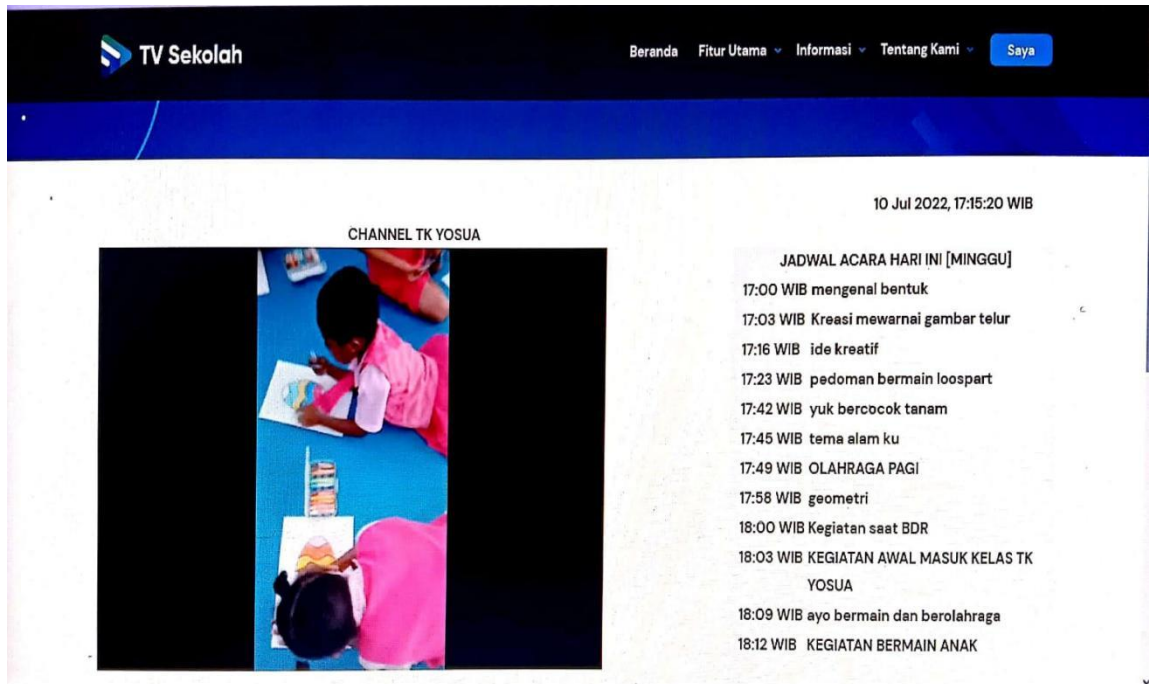 TV Sekolah
Beranda Fitur Utama Informasi Tentang Kami Saya
10 Jul 2022, 17:15:20 WIB
CHANNEL TK YOSUA
JADWAL ACARA HARI INI [MINGGU]
17:00 WIB mengenal bentuk
17:03 WIB Kreasi mewarnai gambar telur
17:16 WIB ide kreatif
17:23 WIB pedoman bermain loospart
17:42 WIB yuk bercocok tanam
17:45 WIB tema alam ku
17:49 WIB OLAHRAGA PAGI
17:58 WIB geometri
18:00 WIB Kegiatan saat BDR
18:03 WIB KEGIATAN AWAL MASUK KELAS TK
YOSUA
18:09 WIB ayo bermain dan berolahraga
18:12 WIB KEGIATAN BERMAIN ANAK